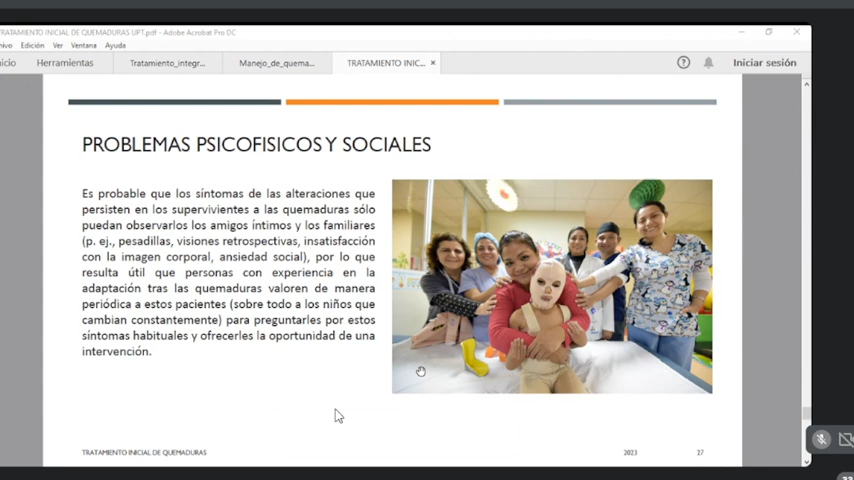 TRATAMIENTO INICIAL DE QUEMADURAS UPT.pdf - Adobe Acrobat Pro DC
Edición Ver Ventana Ayuda
Herramientas Tratamiento_integr... Manejo_de_quema... TRATAMIENTO INIC... × ? Iniciar sesión
PROBLEMAS PSICOFISICOS Y SOCIALES
Es probable que los síntomas de las alteraciones que
persisten en los supervivientes a las quemaduras sólo
puedan observarlos los amigos íntimos y los familiares
(p. ej., pesadillas, visiones retrospectivas, insatisfacción
con la imagen corporal, ansiedad social), por lo que
resulta útil que personas con experiencia en la
adaptación tras las quemaduras valoren de manera
periódica a estos pacientes (sobre todo a los niños que
cambian constantemente) para preguntarles por estos
síntomas habituales y ofrecerles la oportunidad de una
intervención.
TRATAMIENTO INICIAL DE QUEMADURAS 2023 27